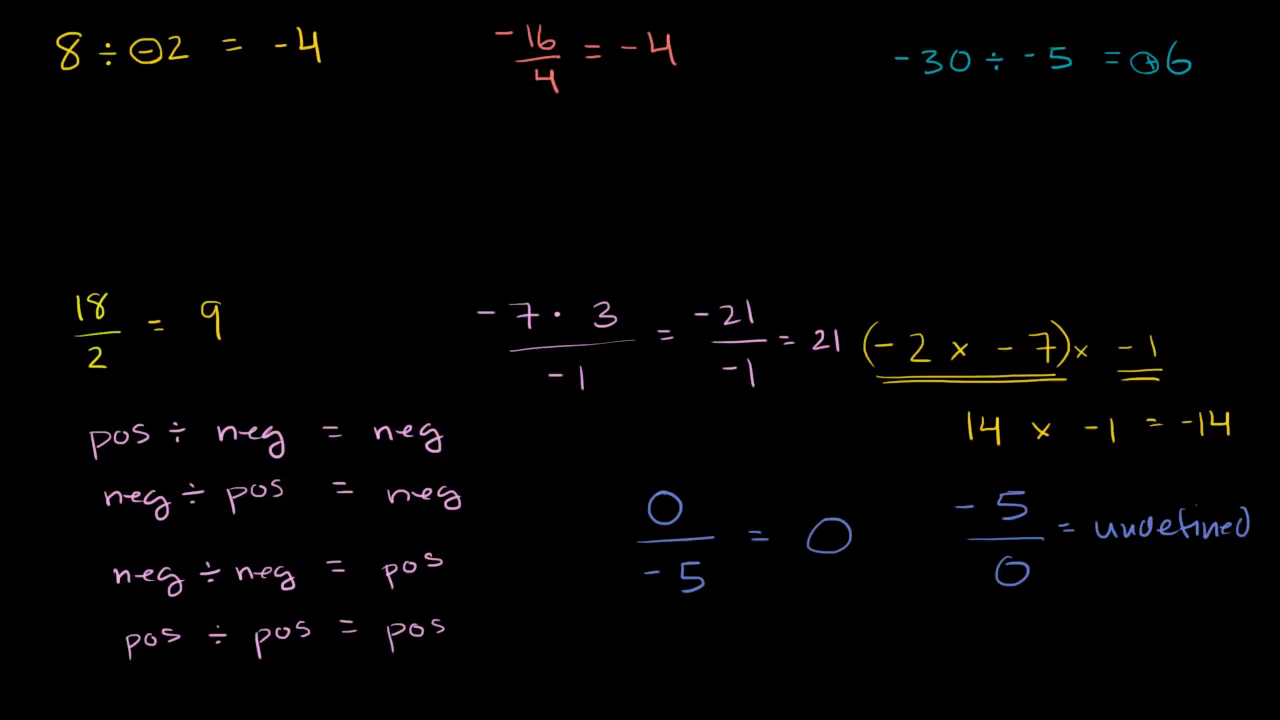 8 ÷ -2 = -4
-16/4 = -4
-30 ÷ -5 = +6
18/2 = 9
-7 · 3/-1 = -21/-1 = 21
(-2 x -7) x -1
14 x -1 = -14
pos ÷ neg = neg
neg ÷ pos = neg
neg ÷ neg = pos
pos ÷ pos = pos
0/-5 = 0
-5/0 = undefined